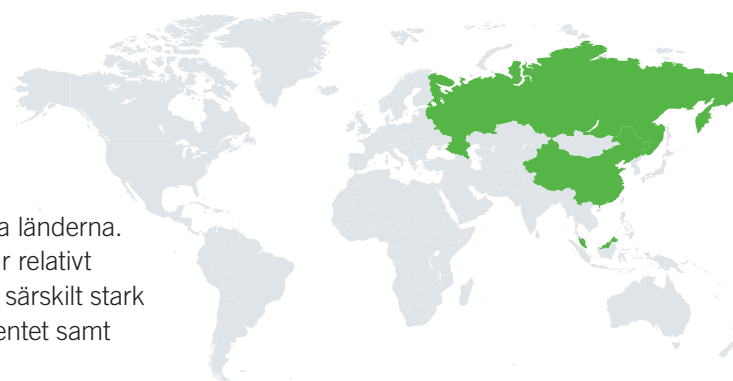 a länderna.
r relativt
särskilt stark
entet samt